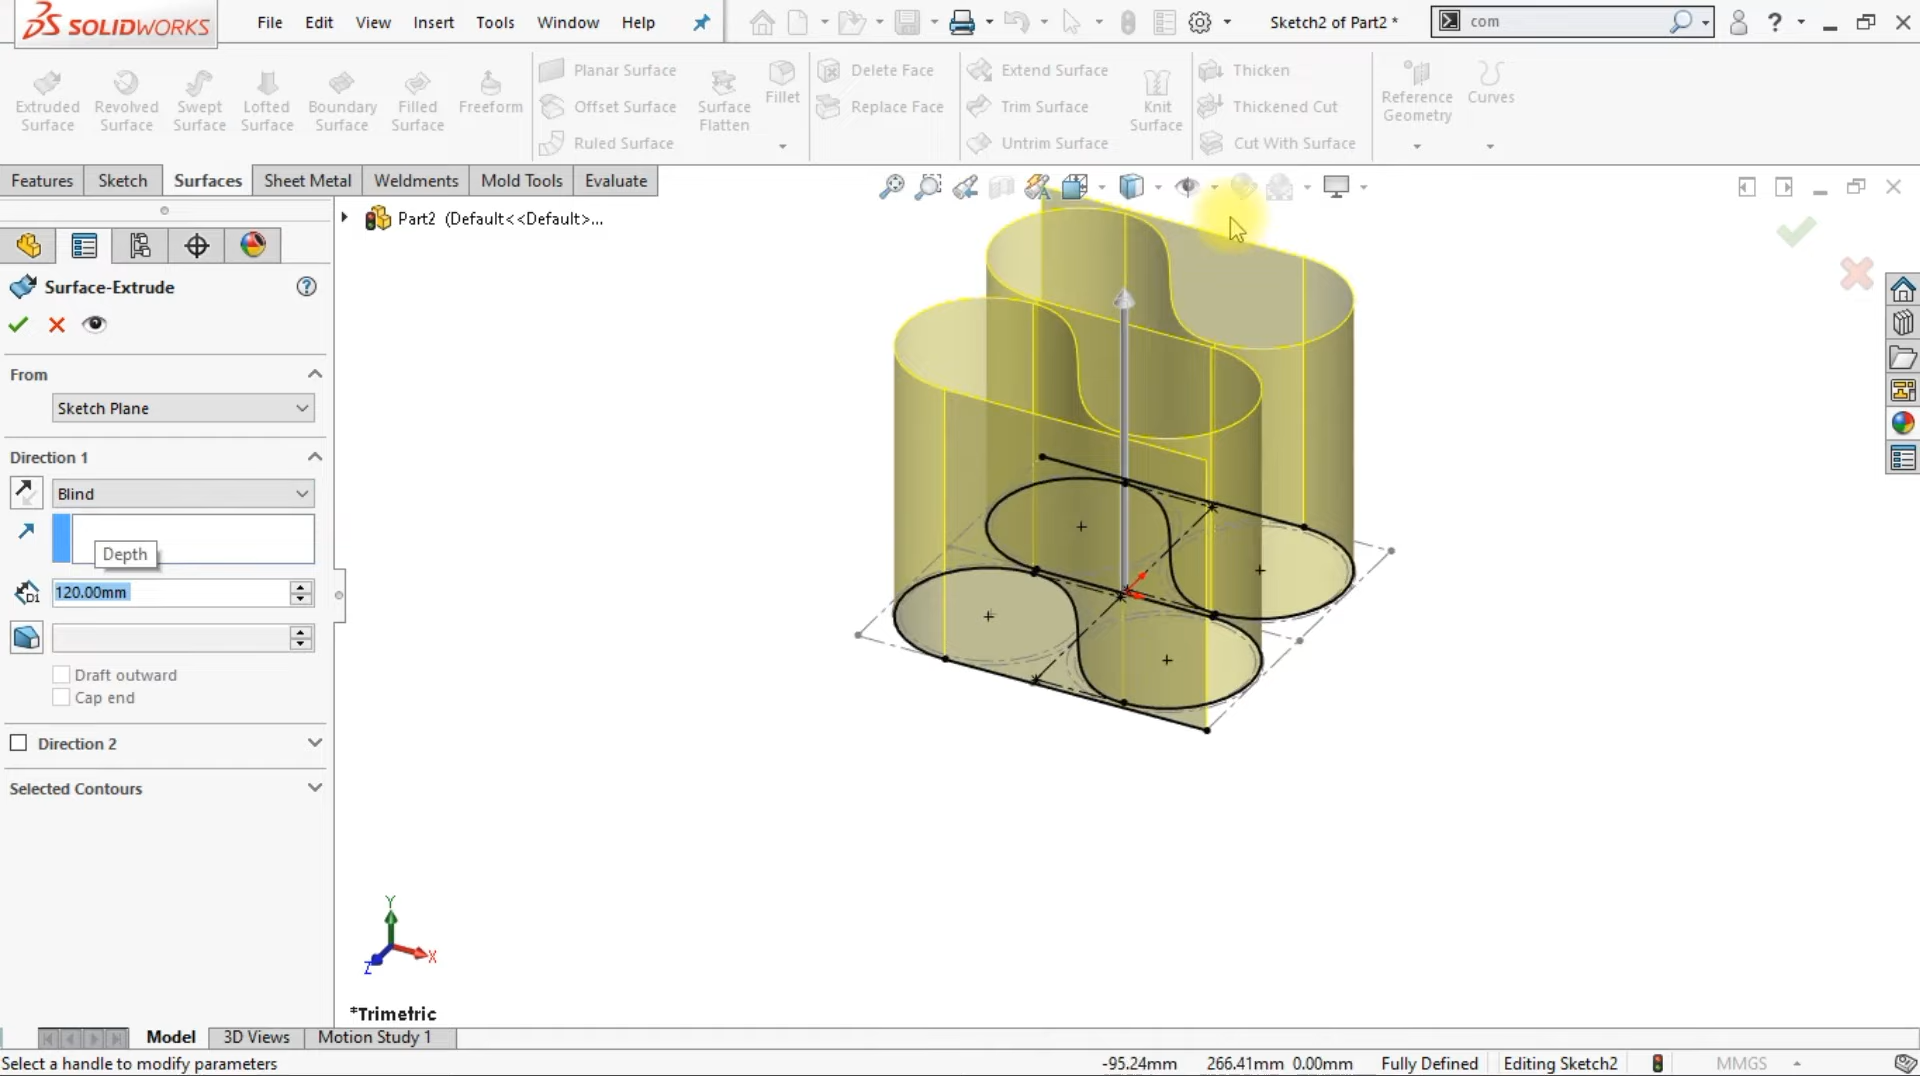 SOLIDWORKS
File Edit View Insert Tools Window Help
Sketch2 of Part2 *
com
Extruded Surface
Revolved Surface
Swept Surface
Lofted Surface
Boundary Surface
Filled Surface
Freeform
Planar Surface
Offset Surface
Ruled Surface
Surface Flatten
Fillet
Delete Face
Replace Face
Extend Surface
Trim Surface
Untrim Surface
Knit Surface
Thicken
Thickened Cut
Cut With Surface
Reference Geometry
Curves
Features Sketch Surfaces Sheet Metal Weldments Mold Tools Evaluate
Part2 (Default<<Default>...
Surface-Extrude
From
Sketch Plane
Direction 1
Blind
Depth
D1
120.00mm
Draft outward
Cap end
Direction 2
Selected Contours
Y
X
Z
*Trimetric
Model 3D Views Motion Study 1
Select a handle to modify parameters
-95.24mm 266.41mm 0.00mm Fully Defined Editing Sketch2 MMGS